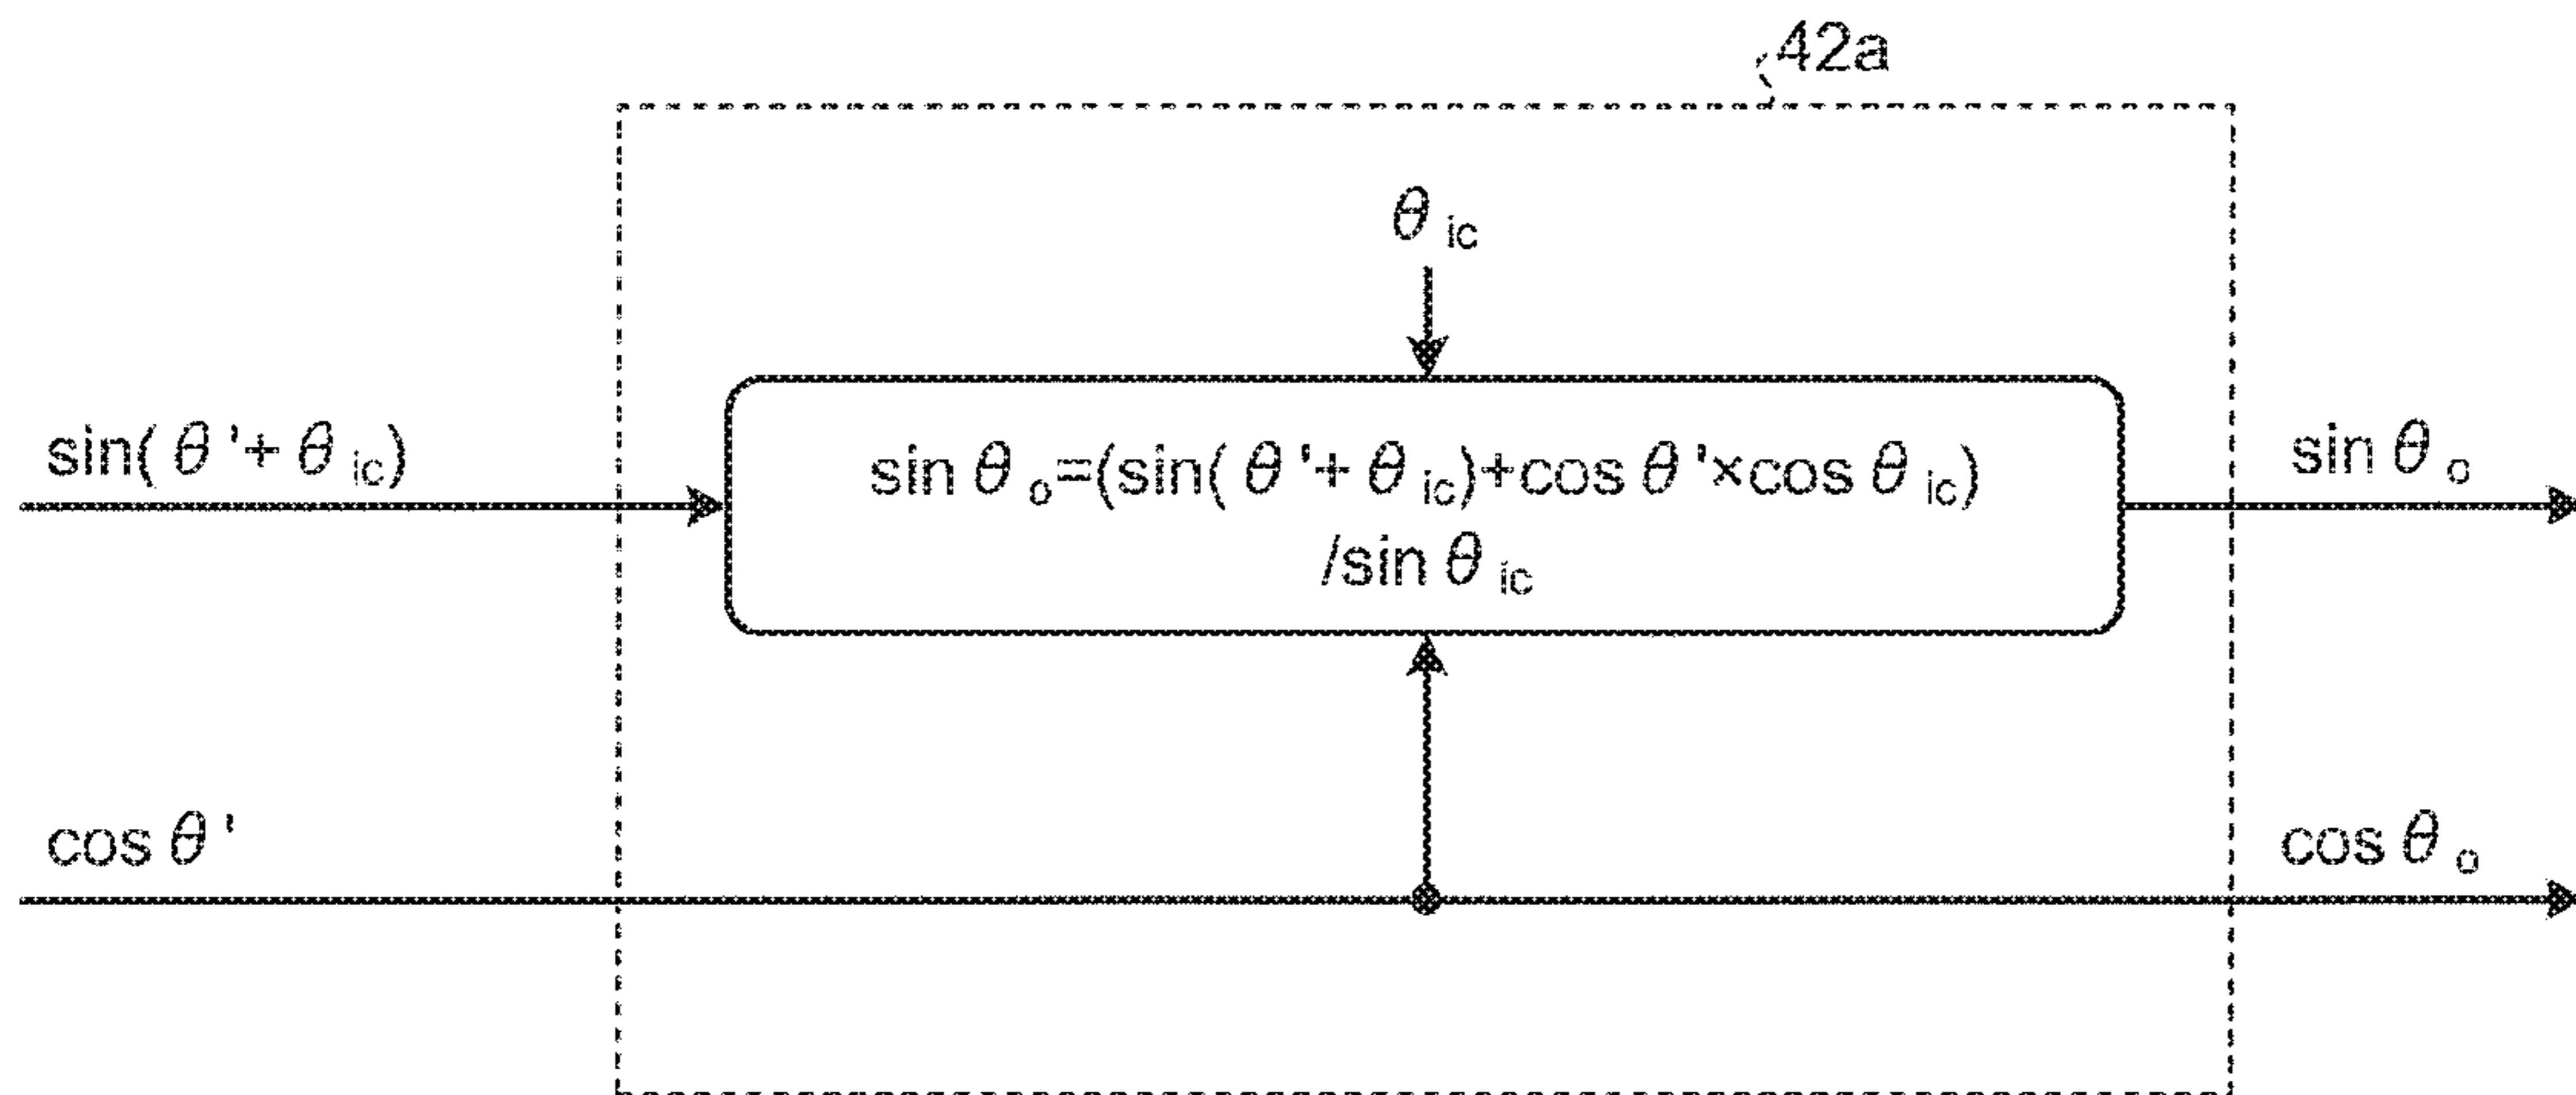 42a
θ ic
sin( θ '+ θ ic)
sin θ o=(sin( θ '+ θ ic)+cos θ '×cos θ ic)
/sin θ ic
sin θ o
cos θ '
cos θ o